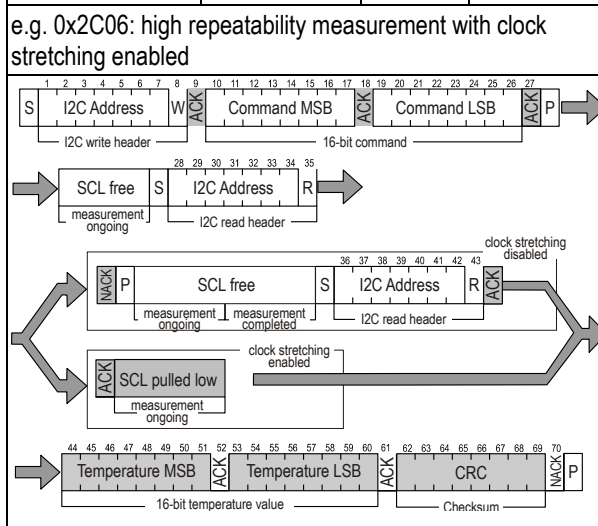 e.g. 0x2C06: high repeatability measurement with clock
stretching enabled
1 2 3 4 5 6 7 8 9 10 11 12 13 14 15 16 17 18 19 20 21 22 23 24 25 26 27
S I2C Address W ACK Command MSB ACK Command LSB ACK P
I2C write header 16-bit command
28 29 30 31 32 33 34 35
SCL free S I2C Address R
measurement
ongoing
I2C read header
clock stretching
disabled
36 37 38 39 40 41 42 43
NACK P SCL free S I2C Address R ACK
measurement
ongoing
measurement
completed
I2C read header
clock stretching
enabled
ACK SCL pulled low
measurement
ongoing
44 45 46 47 48 49 50 51 52 53 54 55 56 57 58 59 60 61 62 63 64 65 66 67 68 69 70
Temperature MSB ACK Temperature LSB ACK CRC NACK P
16-bit temperature value Checksum